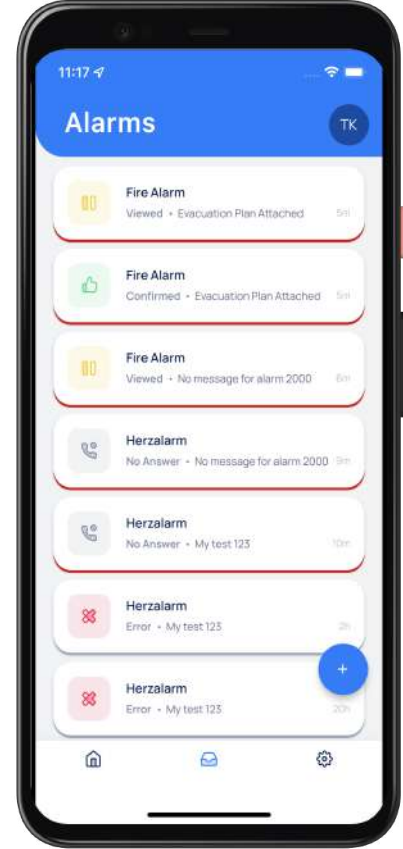 11:17
Alarms
TK
Fire Alarm
Viewed • Evacuation Plan Attached 5m
Fire Alarm
Confirmed • Evacuation Plan Attached 5m
Fire Alarm
Viewed • No message for alarm 2000 6m
Herzalarm
No Answer • No message for alarm 2000 9m
Herzalarm
No Answer • My test 123 10m
Herzalarm
Error • My test 123 2h
+
Herzalarm
Error • My test 123 20h